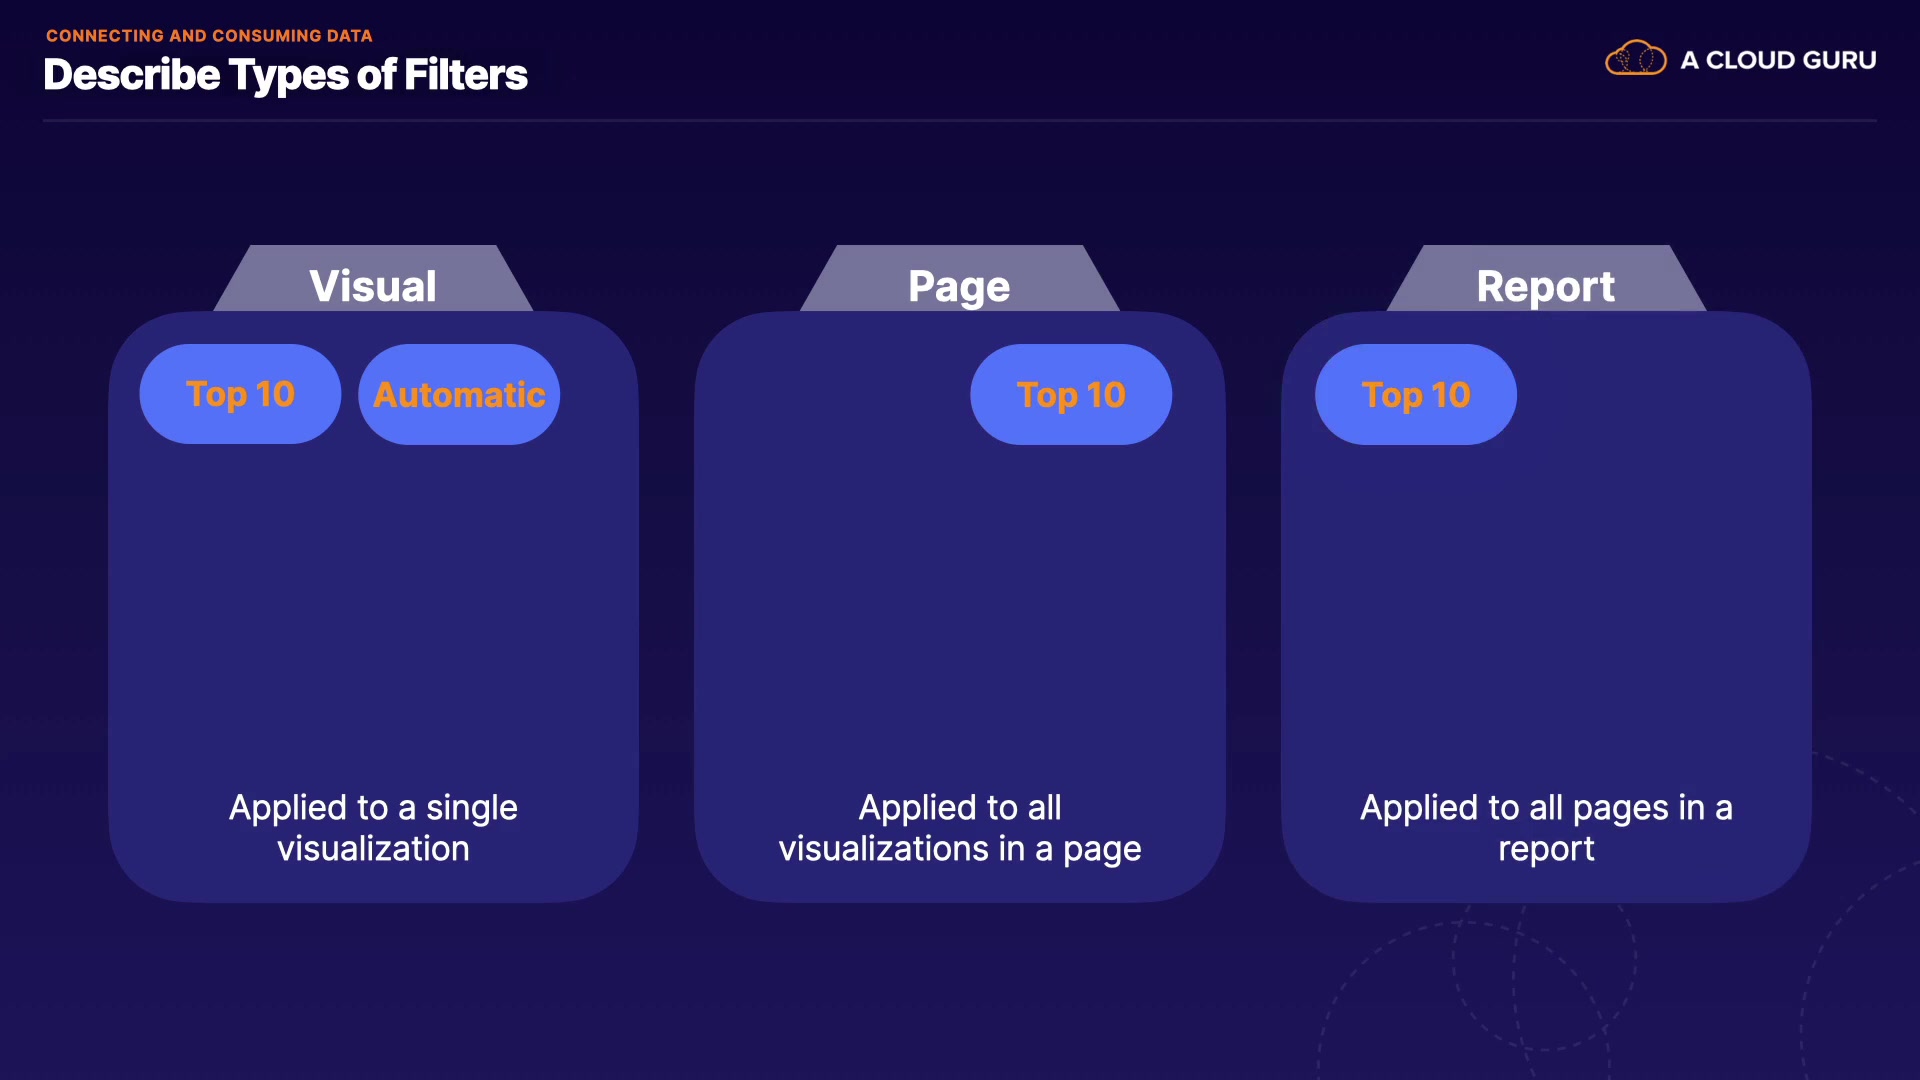 CONNECTING AND CONSUMING DATA
Describe Types of Filters
A CLOUD GURU
Visual
Top 10
Automatic
Applied to a single
visualization
Page
Top 10
Applied to all
visualizations in a page
Report
Top 10
Applied to all pages in a
report